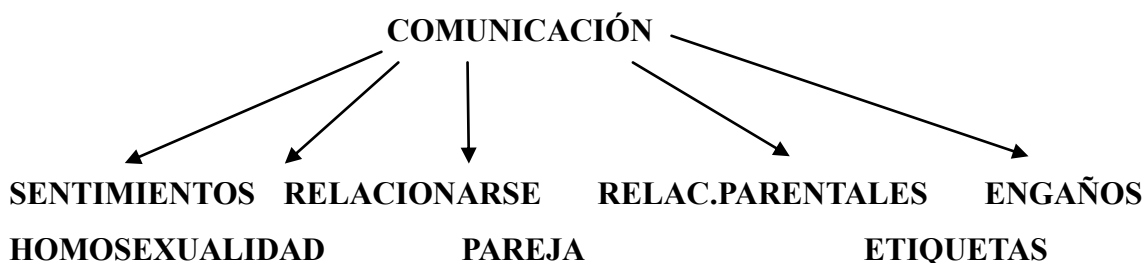 COMUNICACIÓN
SENTIMIENTOS RELACIONARSE RELAC.PARENTALES ENGAÑOS
HOMOSEXUALIDAD PAREJA ETIQUETAS